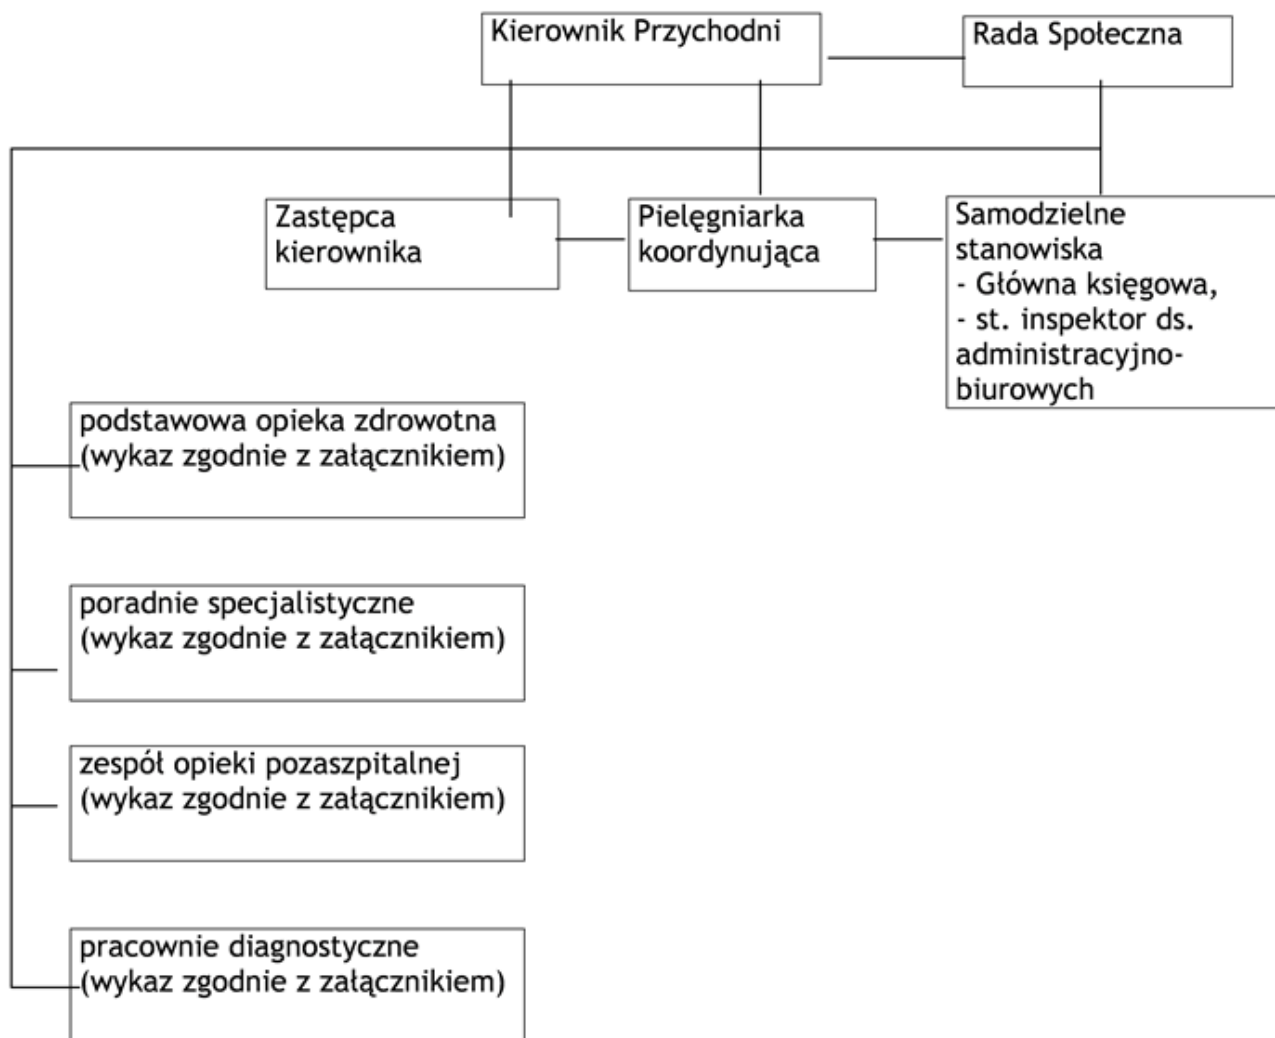 Kierownik Przychodni
Rada Społeczna
Zastępca
kierownika
Pielęgniarka
koordynująca
Samodzielne
stanowiska
- Główna księgowa,
- st. inspektor ds.
administracyjno-
biurowych
podstawowa opieka zdrowotna
(wykaz zgodnie z załącznikiem)
poradnie specjalistyczne
(wykaz zgodnie z załącznikiem)
zespół opieki pozaszpitalnej
(wykaz zgodnie z załącznikiem)
pracownie diagnostyczne
(wykaz zgodnie z załącznikiem)